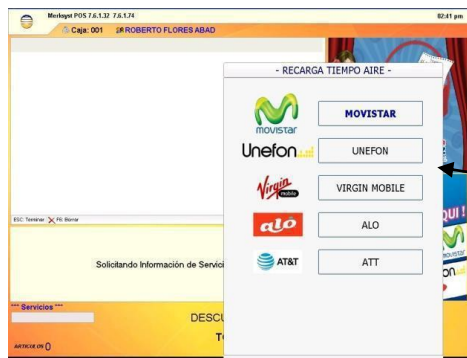 Merksyst POS 7.6.1.32 7.6.1.74
02:41 pm
Caja: 001
ROBERTO FLORES ABAD
- RECARGA TIEMPO AIRE -
movistar
MOVISTAR
Unefon
UNEFON
Virgin mobile
VIRGIN MOBILE
aló
ALO
AT&T
ATT
ESC: Terminar
F6: Borrar
QUI !
Solicitando Información de Servici
*** Servicios ***
DESCU
T
ARTICULOS 0